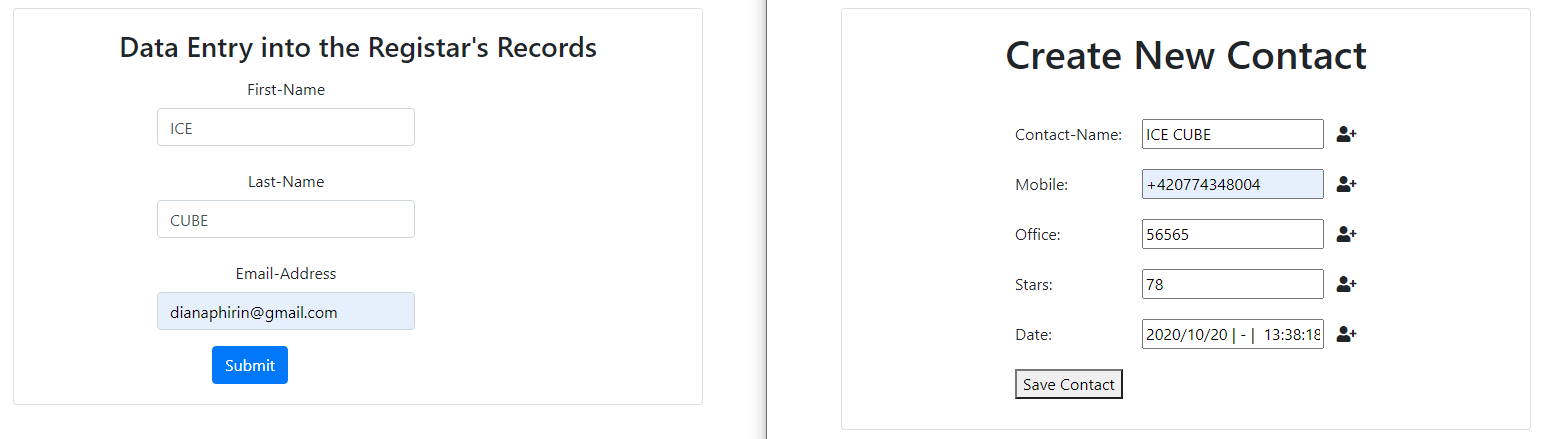 Data Entry into the Registar's Records
First-Name
ICE
Last-Name
CUBE
Email-Address
dianaphirin@gmail.com
Submit
Create New Contact
Contact-Name: ICE CUBE
Mobile: +420774348004
Office: 56565
Stars: 78
Date: 2020/10/20 | - | 13:38:18
Save Contact